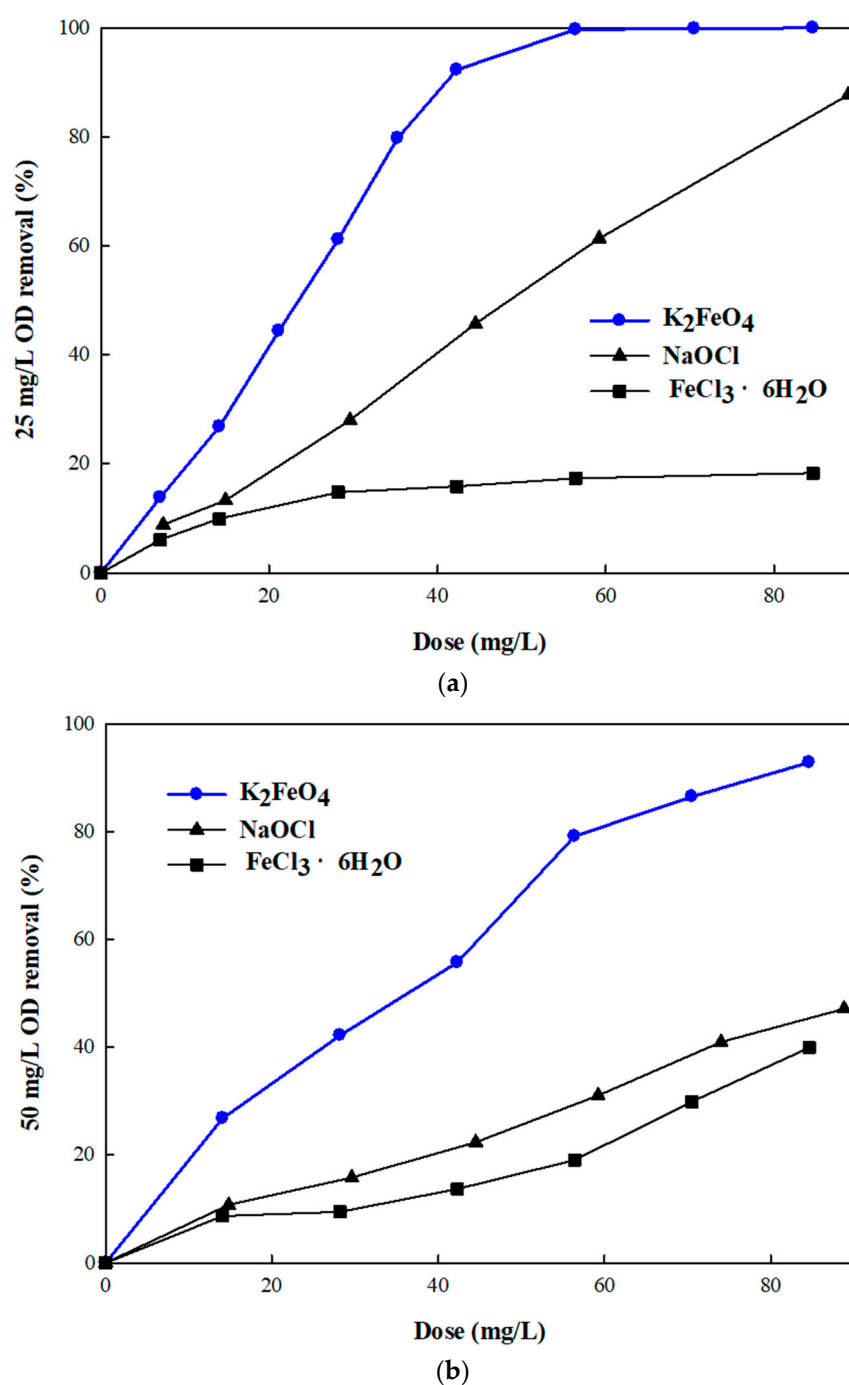 100
80
60
40
20
0
25 mg/L OD removal (%)
K₂FeO₄
NaOCl
FeCl₃ · 6H₂O
0 20 40 60 80
Dose (mg/L)
(a)
100
80
60
40
20
0
50 mg/L OD removal (%)
K₂FeO₄
NaOCl
FeCl₃ · 6H₂O
0 20 40 60 80
Dose (mg/L)
(b)